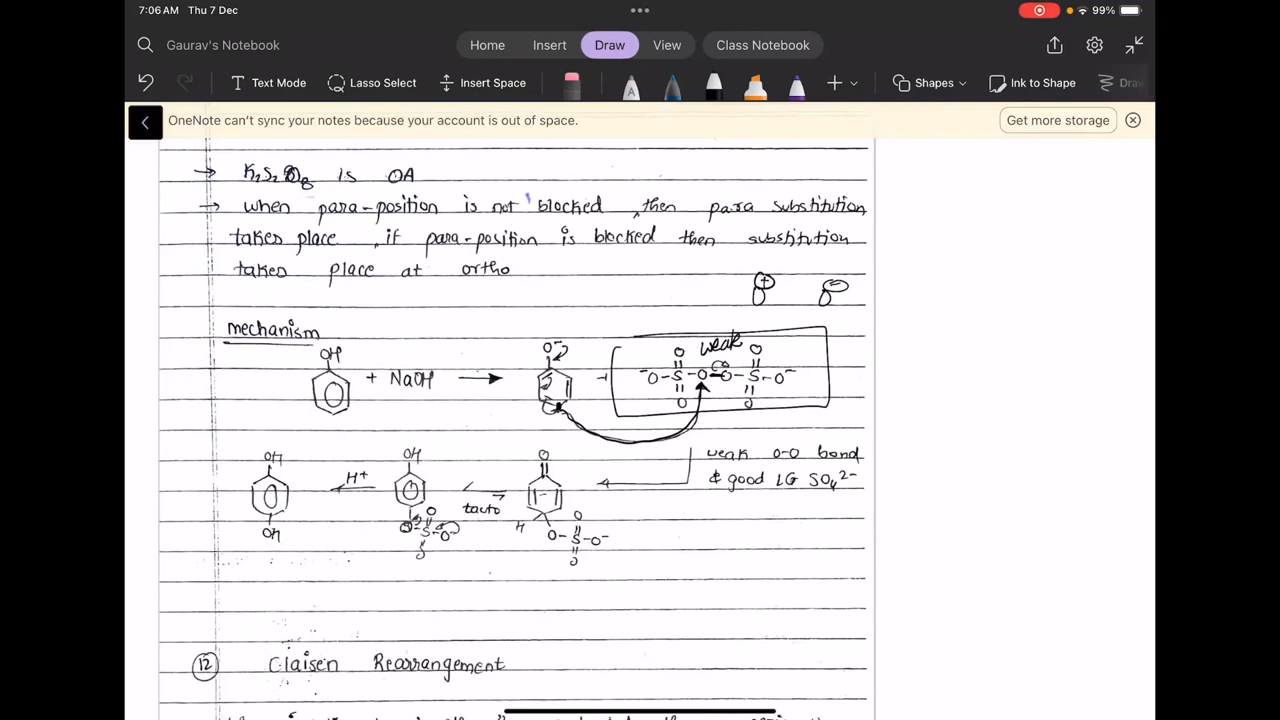 7:06 AM Thu 7 Dec
99%
Gaurav's Notebook
Home Insert Draw View Class Notebook
Text Mode Lasso Select Insert Space Shapes Ink to Shape Draw
OneNote can't sync your notes because your account is out of space.
Get more storage
→ K2S2O8 is OA
→ when para-position is not blocked, then para substitution
takes place, if para-position is blocked then substitution
takes place at ortho
+ -
mechanism
OH
+ NaOH →
O-
+
weak
O O
-O-S-O-O-S-O-
O O
weak O-O bond
& good LG SO4 2-
OH
OH
H+
OH
O
O-S-O-
O
tauto
O
H
O
O-S-O-
O
12 Claisen Rearrangement